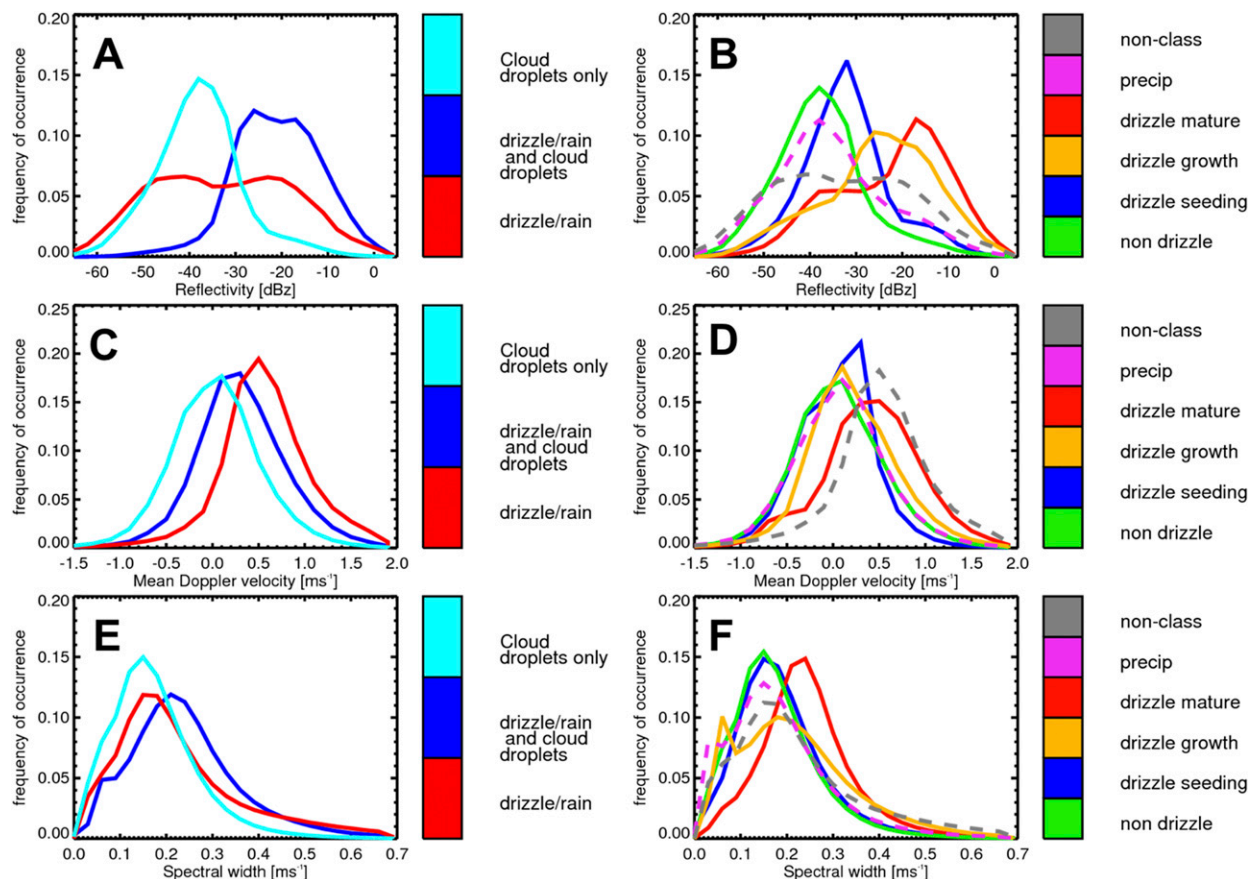 A
frequency of occurrence
0.20
0.15
0.10
0.05
0.00
-60 -50 -40 -30 -20 -10 0
Reflectivity [dBz]
Cloud
droplets only
drizzle/rain
and cloud
droplets
drizzle/rain
B
frequency of occurrence
0.20
0.15
0.10
0.05
0.00
-60 -50 -40 -30 -20 -10 0
Reflectivity [dBz]
non-class
precip
drizzle mature
drizzle growth
drizzle seeding
non drizzle
C
frequency of occurrence
0.25
0.20
0.15
0.10
0.05
0.00
-1.5 -1.0 -0.5 0.0 0.5 1.0 1.5 2.0
Mean Doppler velocity [ms⁻¹]
Cloud
droplets only
drizzle/rain
and cloud
droplets
drizzle/rain
D
frequency of occurrence
0.25
0.20
0.15
0.10
0.05
0.00
-1.5 -1.0 -0.5 0.0 0.5 1.0 1.5 2.0
Mean Doppler velocity [ms⁻¹]
non-class
precip
drizzle mature
drizzle growth
drizzle seeding
non drizzle
E
frequency of occurrence
0.20
0.15
0.10
0.05
0.00
0.0 0.1 0.2 0.3 0.4 0.5 0.6 0.7
Spectral width [ms⁻¹]
Cloud
droplets only
drizzle/rain
and cloud
droplets
drizzle/rain
F
frequency of occurrence
0.20
0.15
0.10
0.05
0.00
0.0 0.1 0.2 0.3 0.4 0.5 0.6 0.7
Spectral width [ms⁻¹]
non-class
precip
drizzle mature
drizzle growth
drizzle seeding
non drizzle